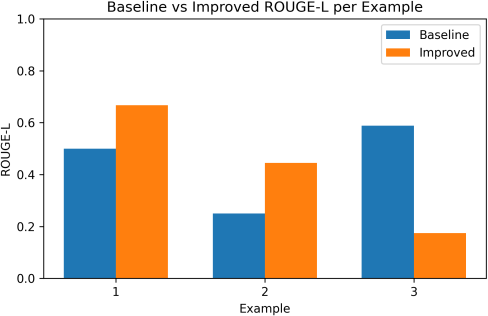 Baseline vs Improved ROUGE-L per Example
Baseline
Improved
1.0
0.8
0.6
0.4
0.2
0.0
ROUGE-L
1 2 3
Example